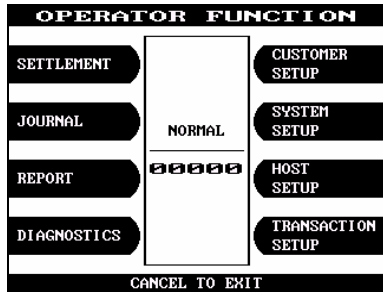 OPERATOR FUNCTION
SETTLEMENT
JOURNAL
REPORT
DIAGNOSTICS
NORMAL
00000
CUSTOMER
SETUP
SYSTEM
SETUP
HOST
SETUP
TRANSACTION
SETUP
CANCEL TO EXIT